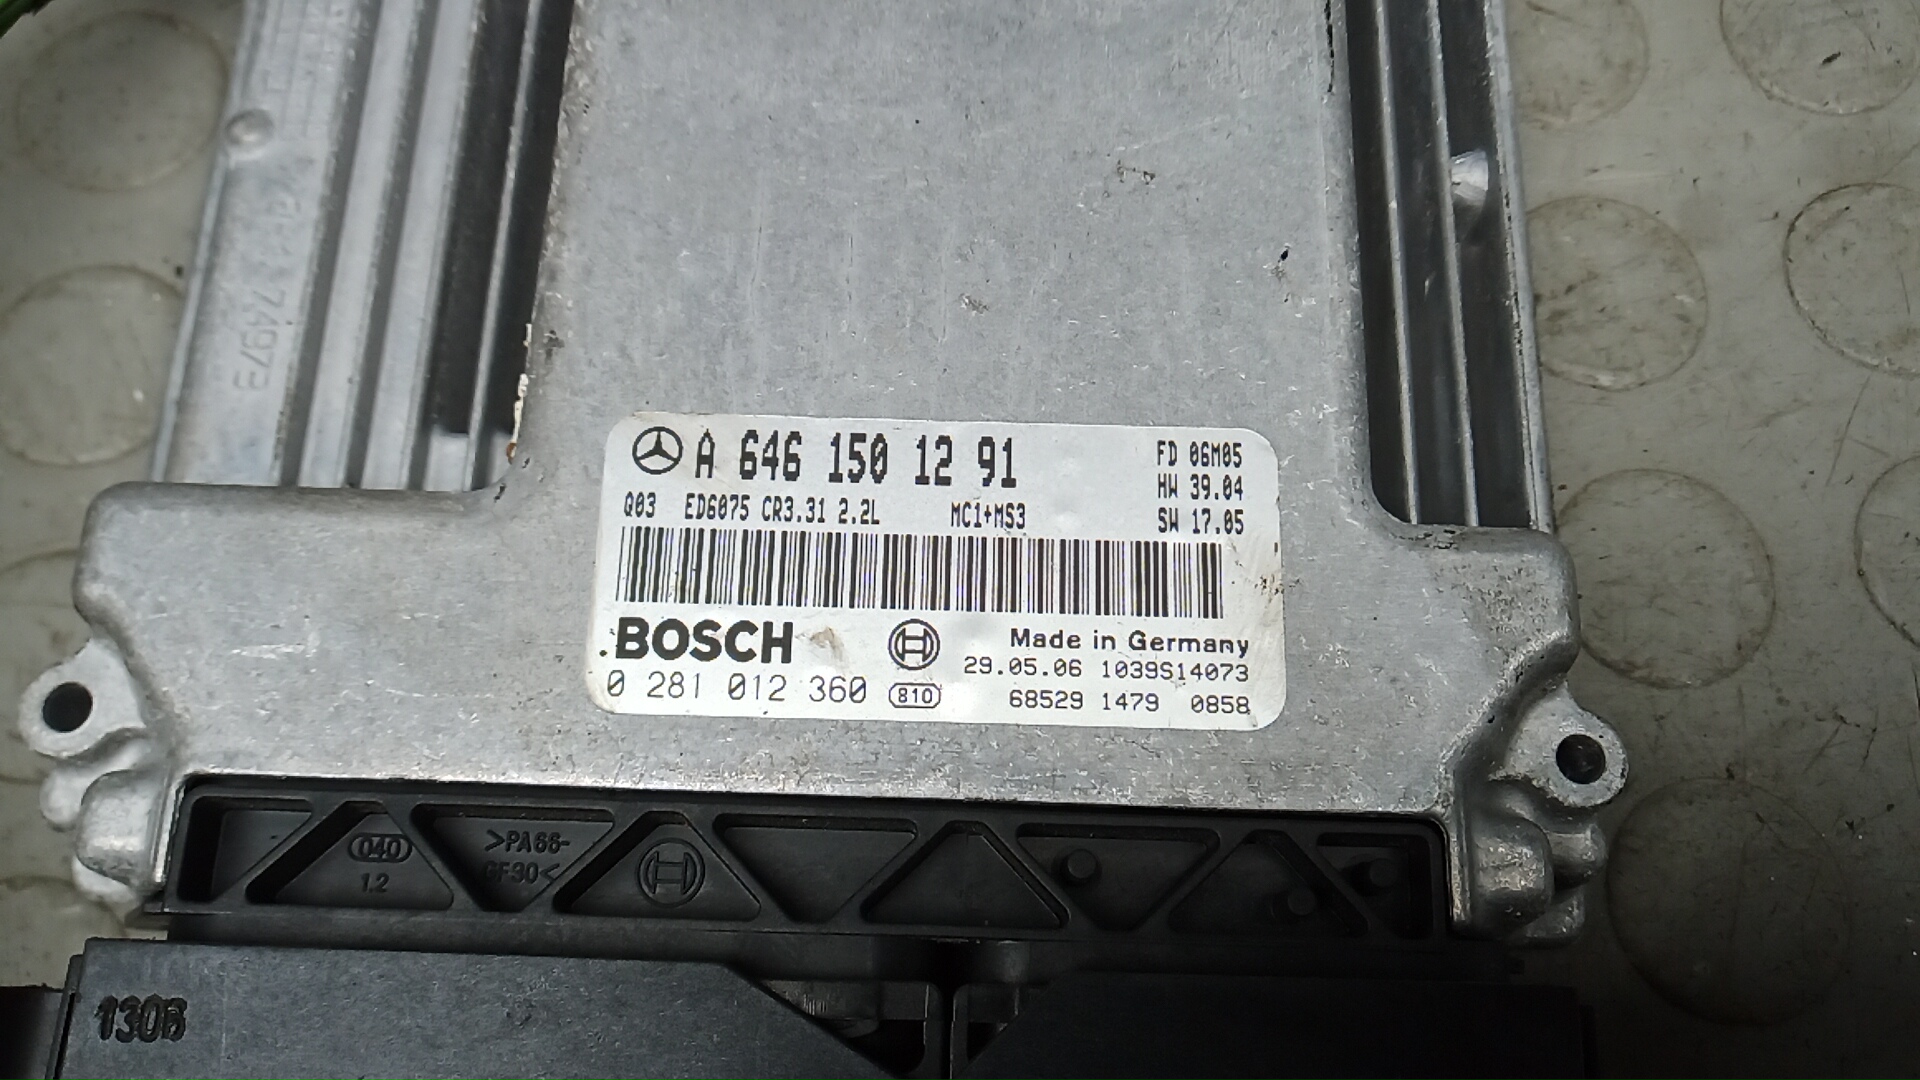 A 646 150 12 91
FD 06M05
HW 39.04
Q03 ED6075 CR3.31 2.2L MC1+MS3
SW 17.05
BOSCH
Made in Germany
29.05.06 1039S14073
0 281 012 360 810
68529 1479 0858
040
1.2
>PA66-
GF30<
130B